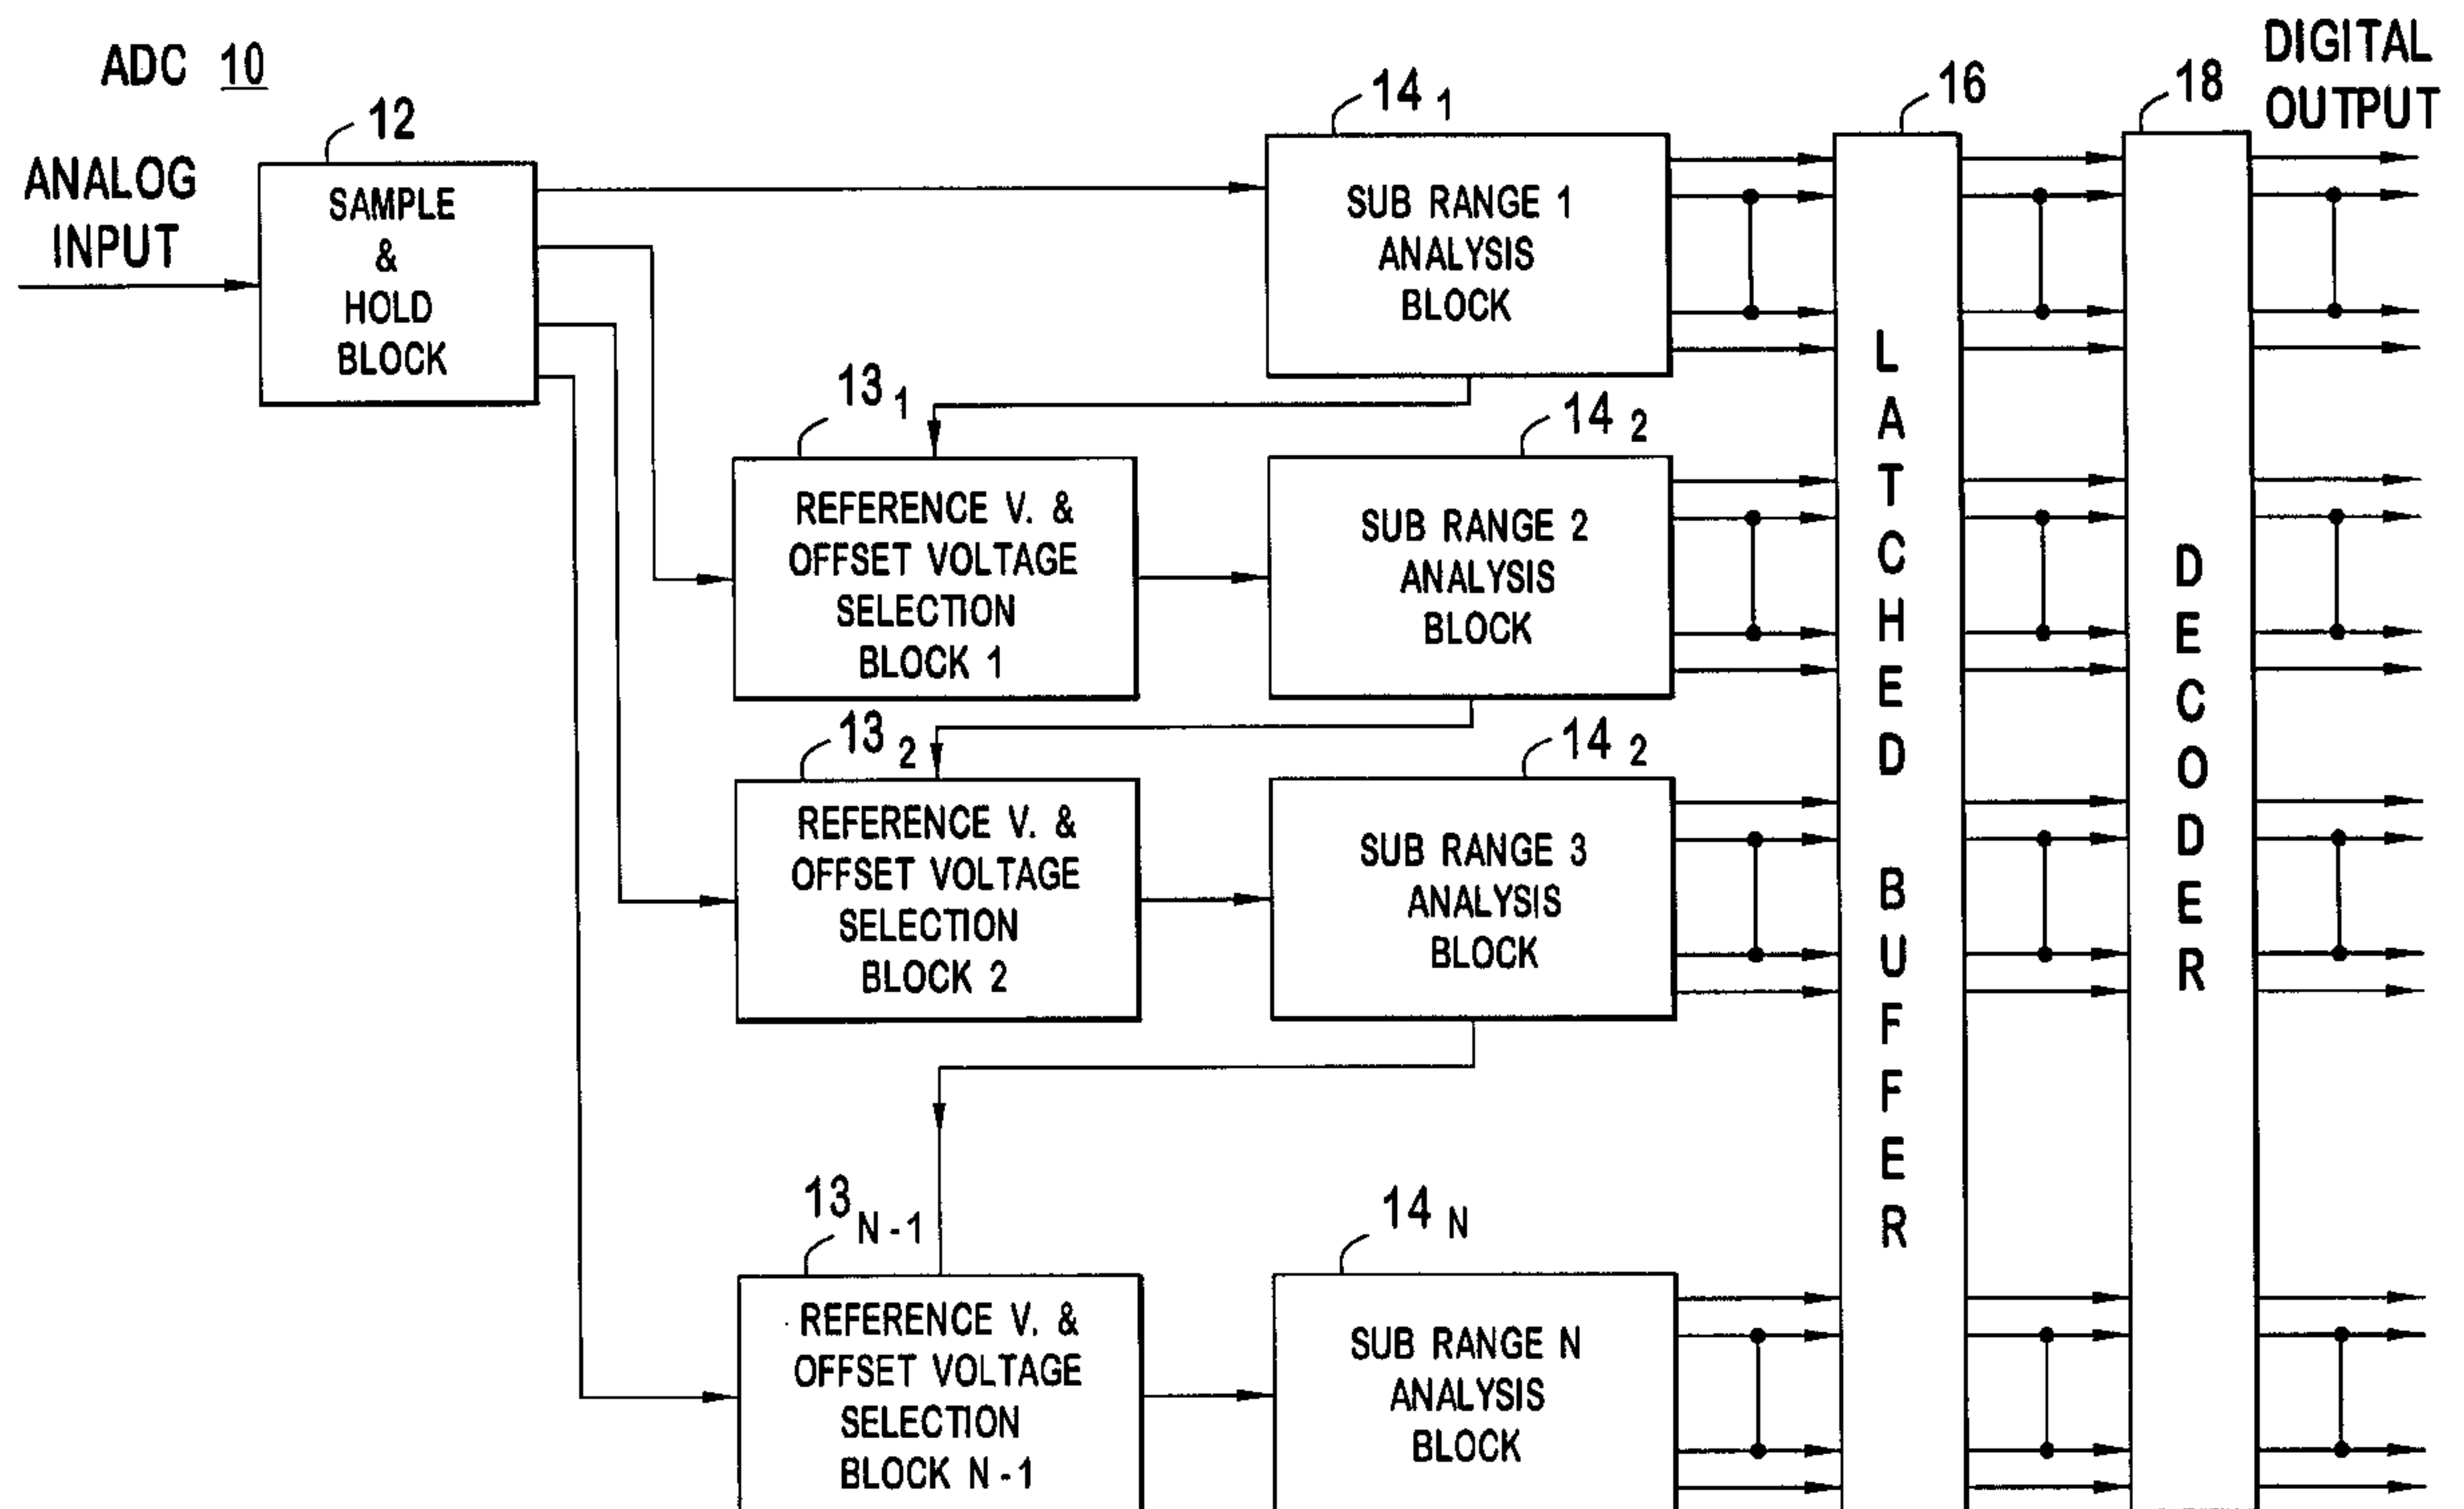 ADC 10
ANALOG
INPUT
12
SAMPLE
&
HOLD
BLOCK
14 1
SUB RANGE 1
ANALYSIS
BLOCK
16
18
DIGITAL
OUTPUT
13 1
REFERENCE V. &
OFFSET VOLTAGE
SELECTION
BLOCK 1
14 2
SUB RANGE 2
ANALYSIS
BLOCK
13 2
REFERENCE V. &
OFFSET VOLTAGE
SELECTION
BLOCK 2
14 2
SUB RANGE 3
ANALYSIS
BLOCK
13 N-1
REFERENCE V. &
OFFSET VOLTAGE
SELECTION
BLOCK N-1
14 N
SUB RANGE N
ANALYSIS
BLOCK
LATCHED BUFFER
DECODER